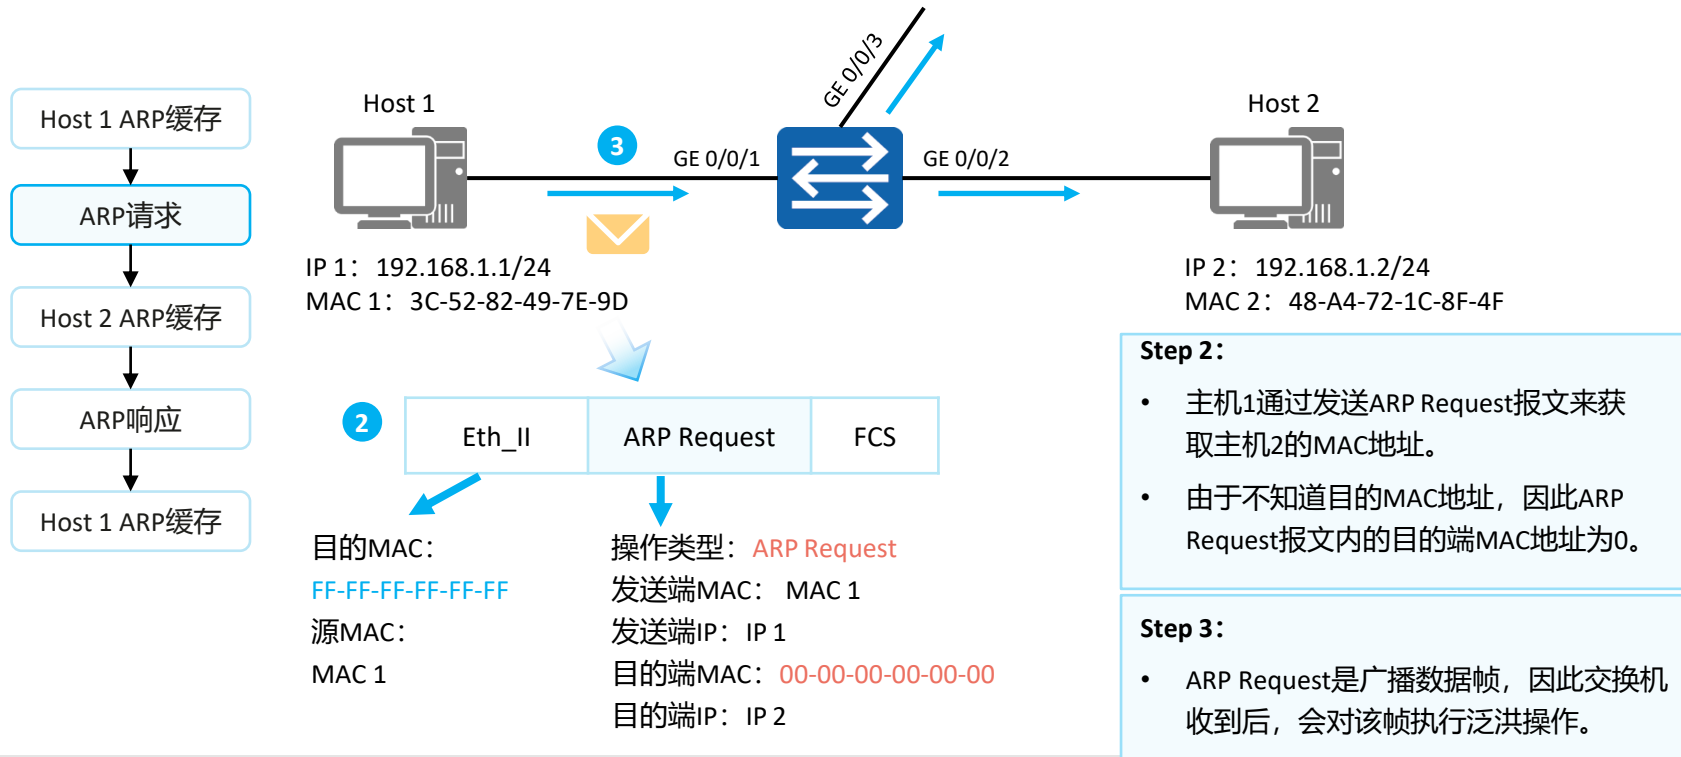 Host 1 ARP缓存
ARP请求
Host 2 ARP缓存
ARP响应
Host 1 ARP缓存
Host 1
3
GE 0/0/1
GE 0/0/3
GE 0/0/2
Host 2
IP 1：192.168.1.1/24
MAC 1：3C-52-82-49-7E-9D
IP 2：192.168.1.2/24
MAC 2：48-A4-72-1C-8F-4F
2
Eth_II
ARP Request
FCS
目的MAC：
FF-FF-FF-FF-FF-FF
源MAC：
MAC 1
操作类型：ARP Request
发送端MAC： MAC 1
发送端IP：IP 1
目的端MAC：00-00-00-00-00-00
目的端IP：IP 2
Step 2：
• 主机1通过发送ARP Request报文来获
取主机2的MAC地址。
• 由于不知道目的MAC地址，因此ARP
Request报文内的目的端MAC地址为0。
Step 3：
• ARP Request是广播数据帧，因此交换机
收到后，会对该帧执行泛洪操作。